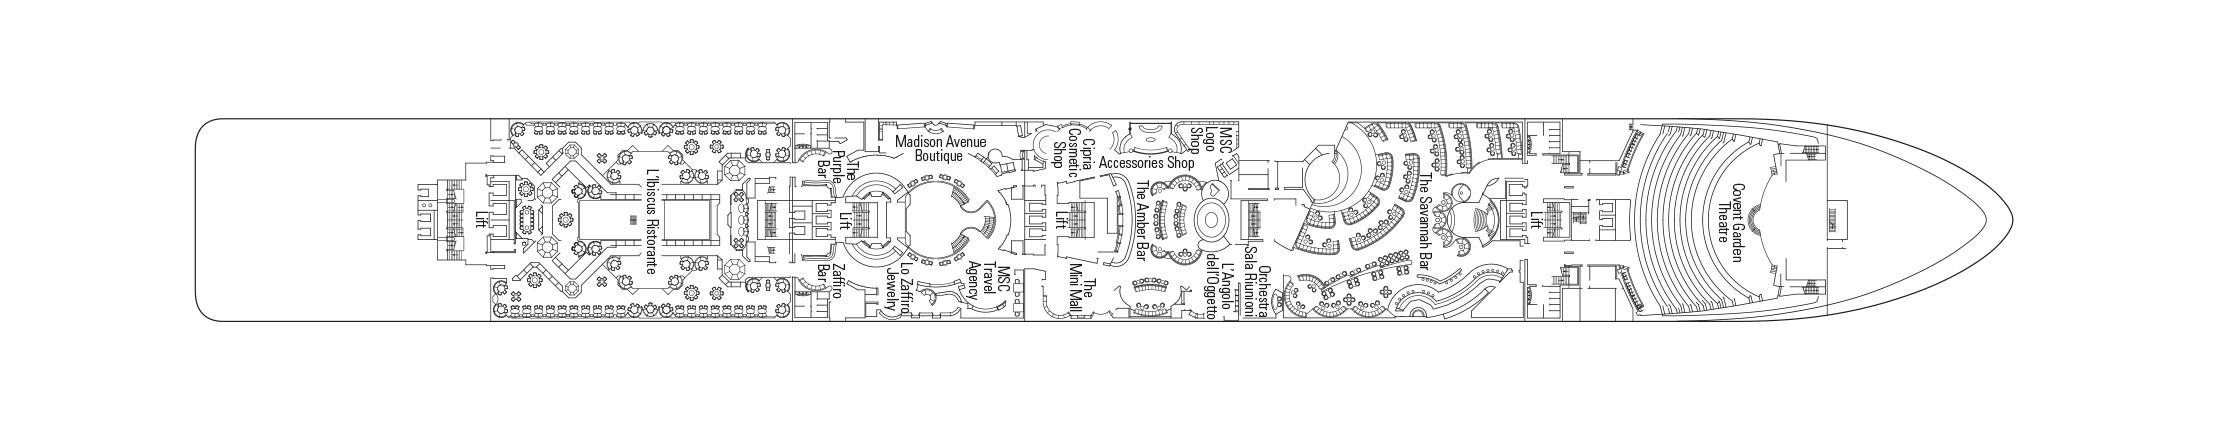 Lift
L'Ibiscus Ristorante
The
Purple
Bar
Zaffiro
Bar
Lift
Madison Avenue
Boutique
Lo Zaffiro
Jewelry
MSC
Travel
Agency
Cipria
Cosmetic
Shop
Lift
The
Mini Mall
Accessories Shop
MSC
Logo
Shop
The Amber Bar
L'Angolo
dell'Oggetto
Orchestra
Sala Riunioni
The Savannah Bar
Lift
Covent Garden
Theatre